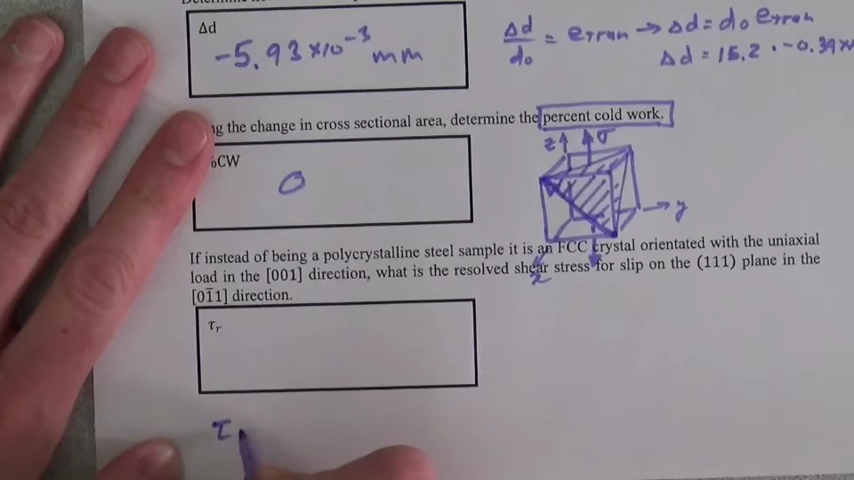 Δd
-5.93×10⁻³ mm
Δd/d₀ = eₜᵣₐₙ → Δd = d₀ eₜᵣₐₙ
Δd = 15.2 · -0.39×
ng the change in cross sectional area, determine the percent cold work.
%CW
0
z σ
y
x
If instead of being a polycrystalline steel sample it is an FCC crystal orientated with the uniaxial
load in the [001] direction, what is the resolved shear stress for slip on the (111) plane in the
[01̅1] direction.
τr
τ